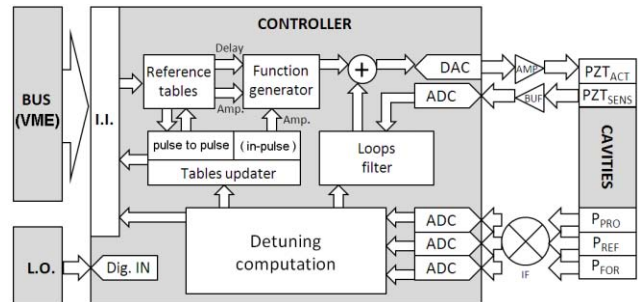 CONTROLLER
BUS
(VME)
I.I.
Reference
tables
Delay
Amp.
Function
generator
+
DAC
AMP
PZT_ACT
ADC
BUF
PZT_SENS
pulse to pulse
(in-pulse)
Amp.
Tables updater
Loops
filter
CAVITIES
L.O.
Dig. IN
Detuning
computation
ADC
ADC
ADC
IF
P_PRO
P_REF
P_FOR